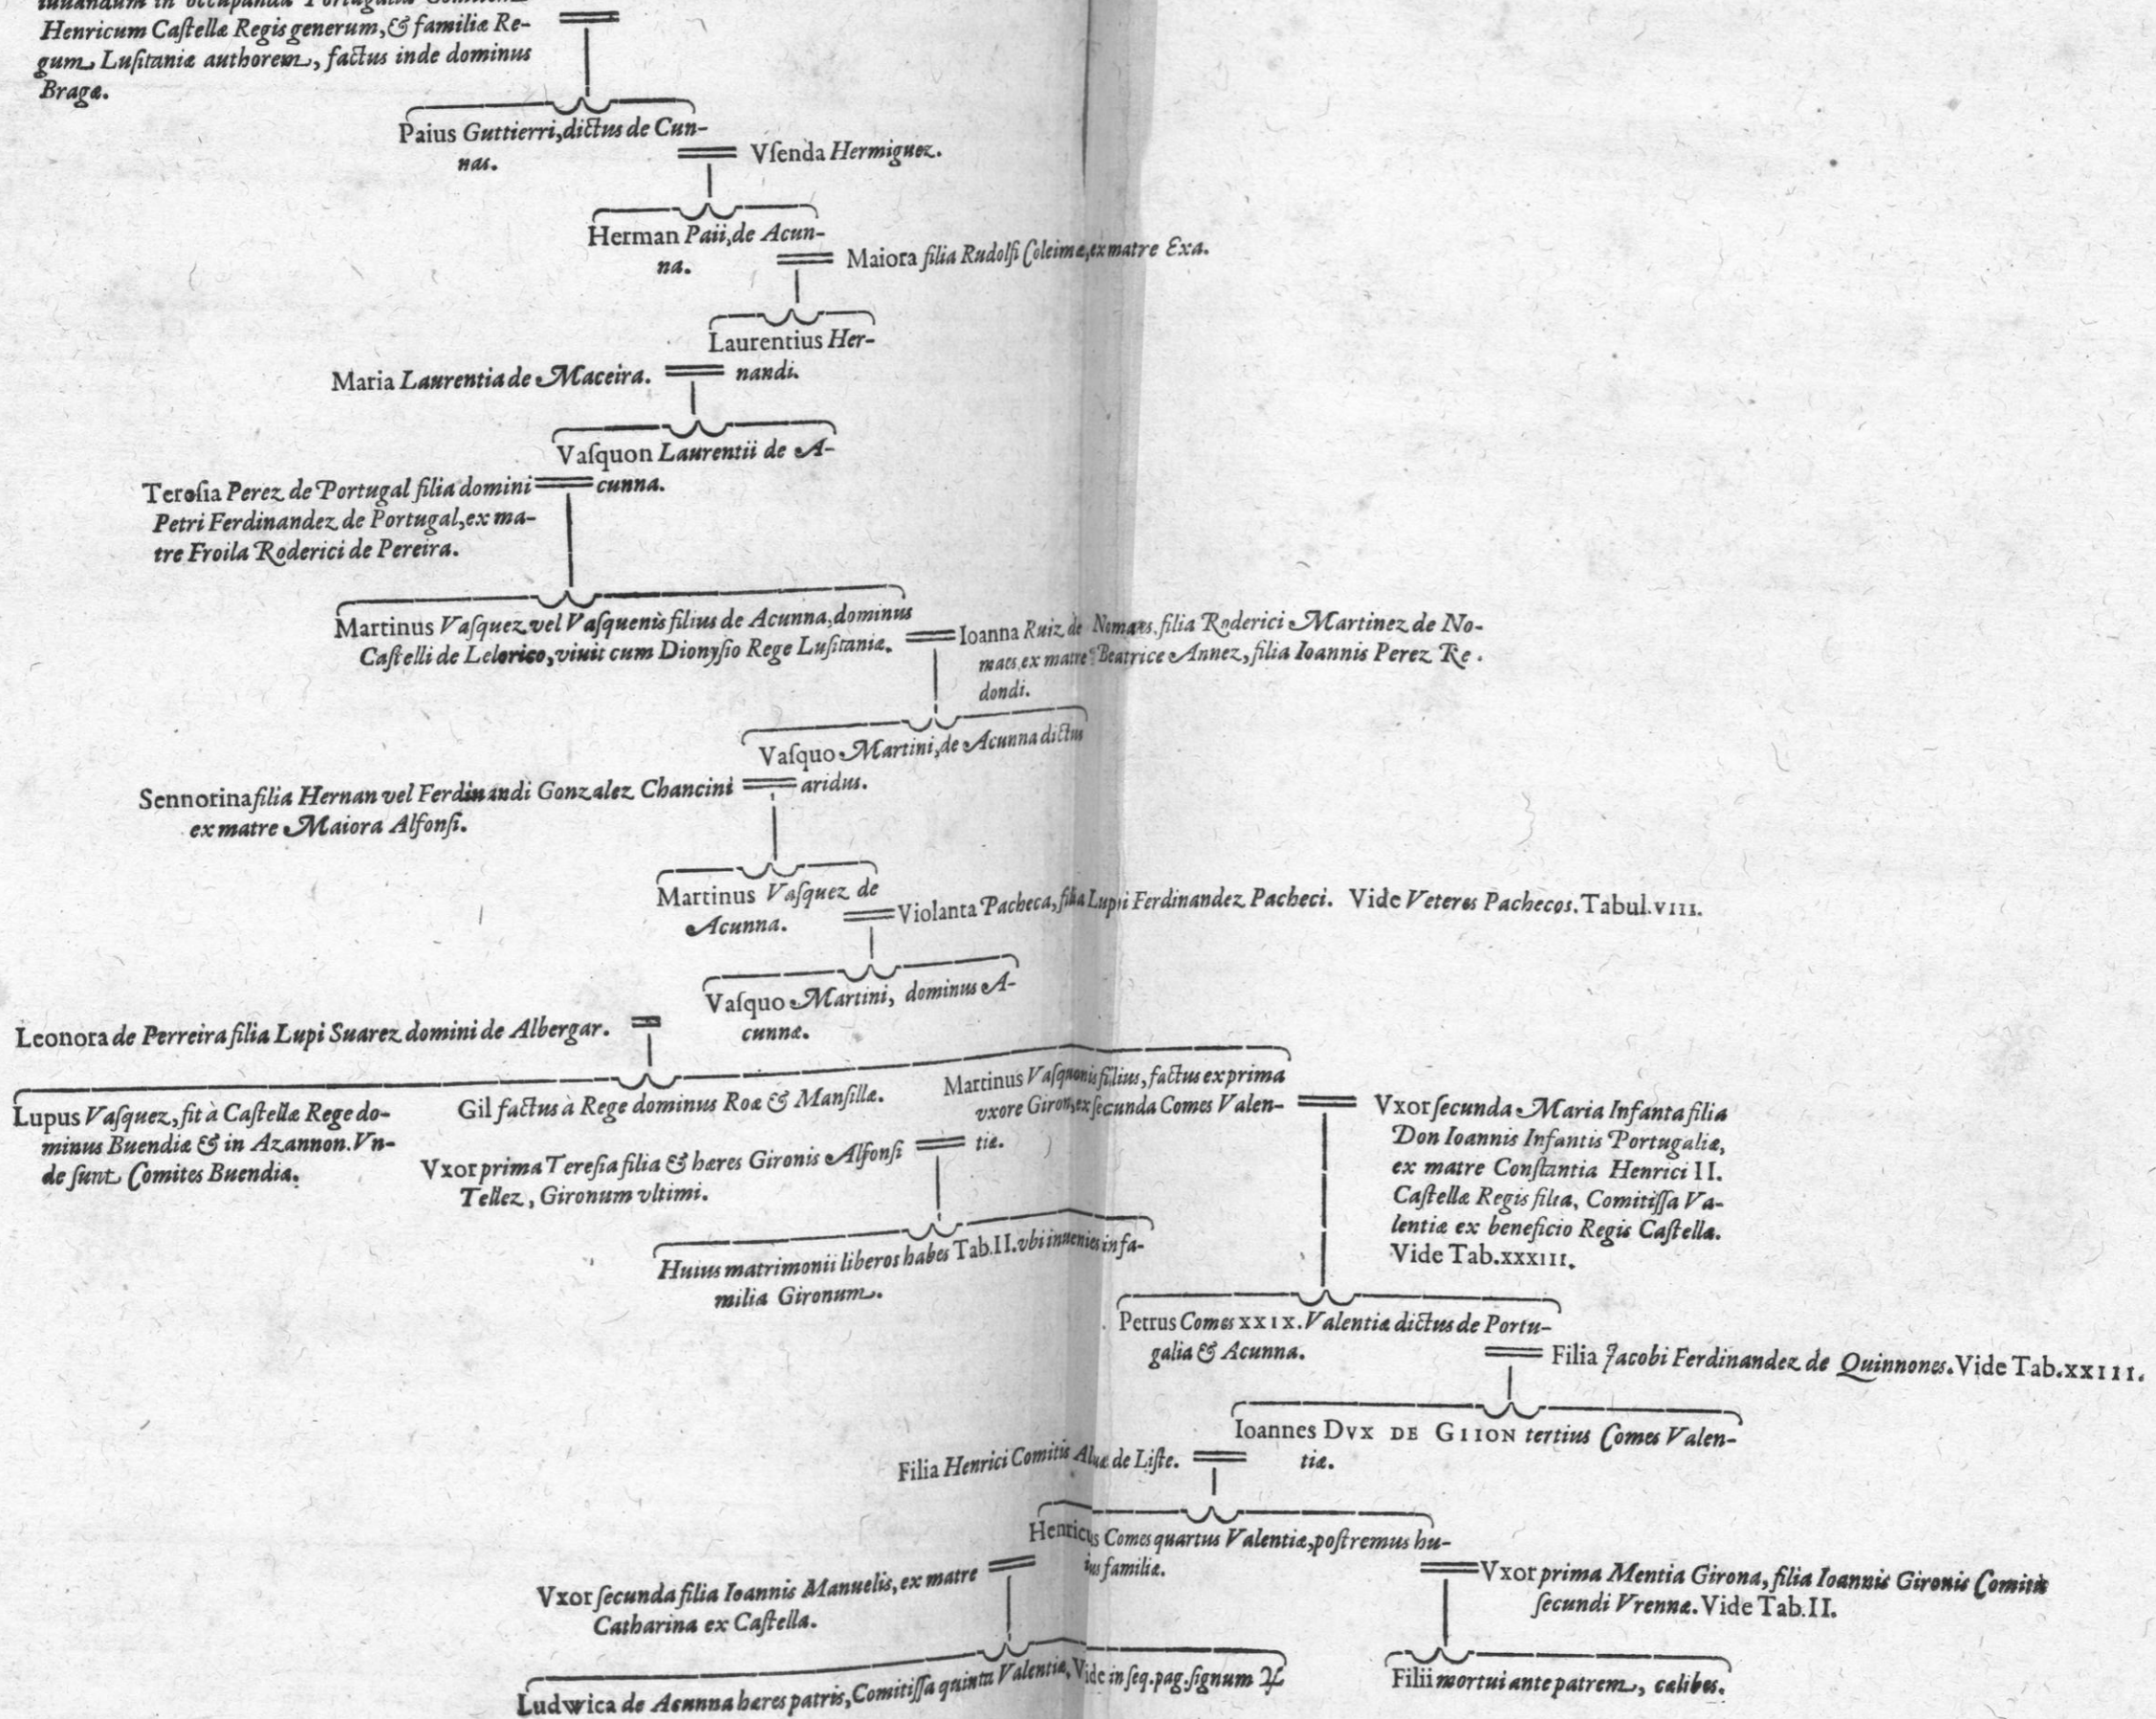 Henricum Caſtellæ Regis generum, & familiæ Re-
gum Luſitaniæ authorem, factus inde dominus
Bragæ.
Paius Guttierri, dictus de Cun-
nas.
Vſenda Hermiguez.
Herman Paii, de Acun-
na.
Maiora filia Rudolfi Coleimæ, ex matre Exa.
Laurentius Her-
nandi.
Maria Laurentia de Maceira.
Vaſquon Laurentii de A-
cunna.
Tereſia Perez de Portugal filia domini
Petri Ferdinandez de Portugal, ex ma-
tre Froila Roderici de Pereira.
Martinus Vaſquez vel Vaſquenis filius de Acunna, dominus
Caſtelli de Lelorico, viuit cum Dionyſio Rege Luſitaniæ.
Ioanna Ruiz de Nomaes, filia Roderici Martinez de No-
maes, ex matre Beatrice Annez, filia Ioannis Perez Re.
dondi.
Vaſquo Martini, de Acunna dictus
aridus.
Sennorina filia Hernan vel Ferdinandi Gonzalez Chancini
ex matre Maiora Alfonſi.
Martinus Vaſquez de
Acunna.
Violanta Pacheca, filia Lupi Ferdinandez Pacheci. Vide Veteres Pachecos. Tabul. VIII.
Vaſquo Martini, dominus A-
cunnæ.
Leonora de Perreira filia Lupi Suarez domini de Albergar.
Lupus Vaſquez, fit à Caſtellæ Rege do-
minus Buendiæ & in Azannon. Vn-
de ſunt Comites Buendiæ.
Gil factus à Rege dominus Roæ & Manſillæ.
Martinus Vaſquonis filius, factus ex prima
vxore Giron, ex ſecunda Comes Valen-
tiæ.
Vxor prima Tereſia filia & hæres Gironis Alfonſi
Tellez, Gironum vltimi.
Vxor ſecunda Maria Infanta filia
Don Ioannis Infantis Portugaliæ,
ex matre Conſtantia Henrici II.
Caſtellæ Regis filia, Comitiſſa Va-
lentiæ ex beneficio Regis Caſtellæ.
Vide Tab. XXXIII.
Huius matrimonii liberos habes Tab. II. vbi inuenies in fa-
milia Gironum.
Petrus Comes XXIX. Valentiæ dictus de Portu-
galia & Acunna.
Filia Jacobi Ferdinandez de Quinnones. Vide Tab. XXIII.
Ioannes DVX DE GIION tertius Comes Valen-
tiæ.
Filia Henrici Comitis Aluæ de Liſte.
Henricus Comes quartus Valentiæ, poſtremus hu-
ius familiæ.
Vxor ſecunda filia Ioannis Manuelis, ex matre
Catharina ex Caſtella.
Vxor prima Mentia Girona, filia Ioannis Gironis Comitis
ſecundi Vrennæ. Vide Tab. II.
Ludwica de Acunna hæres patris, Comitiſſa quinta Valentiæ, Vide in ſeq. pag. ſignum ♃
Filii mortui ante patrem, calibes.